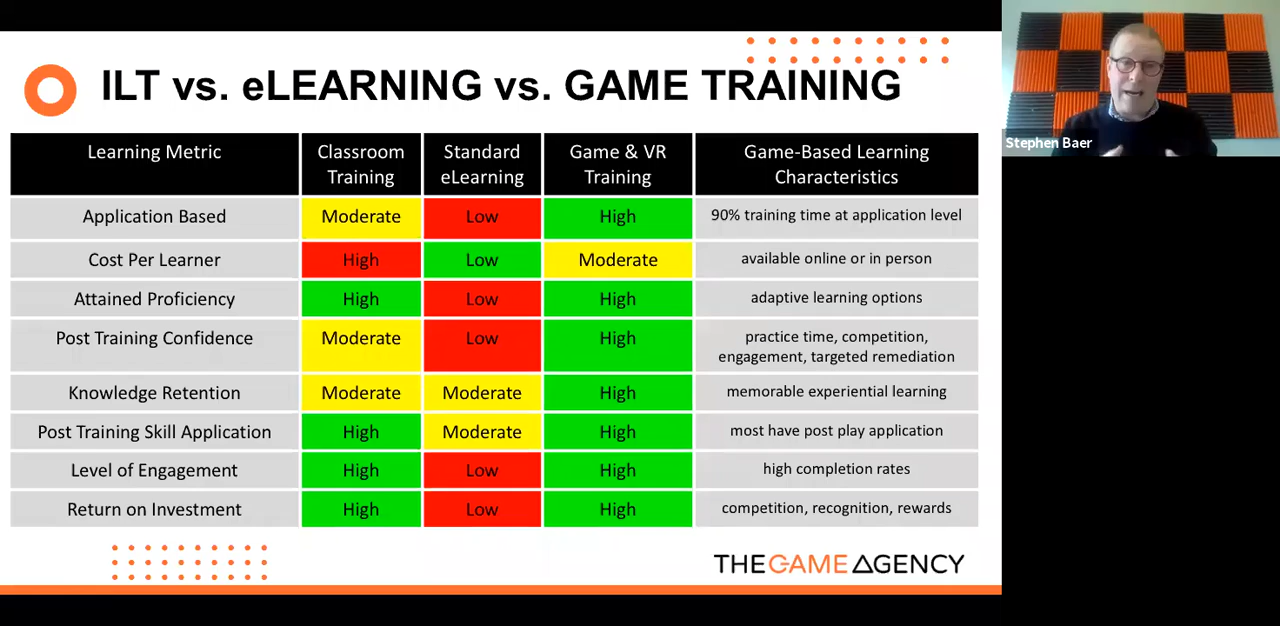 ILT vs. eLEARNING vs. GAME TRAINING
Stephen Baer
Learning Metric
Classroom
Training
Standard
eLearning
Game & VR
Training
Game-Based Learning
Characteristics
Application Based
Moderate
Low
High
90% training time at application level
Cost Per Learner
High
Low
Moderate
available online or in person
Attained Proficiency
High
Low
High
adaptive learning options
Post Training Confidence
Moderate
Low
High
practice time, competition,
engagement, targeted remediation
Knowledge Retention
Moderate
Moderate
High
memorable experiential learning
Post Training Skill Application
High
Moderate
High
most have post play application
Level of Engagement
High
Low
High
high completion rates
Return on Investment
High
Low
High
competition, recognition, rewards
THEGAMEAGENCY